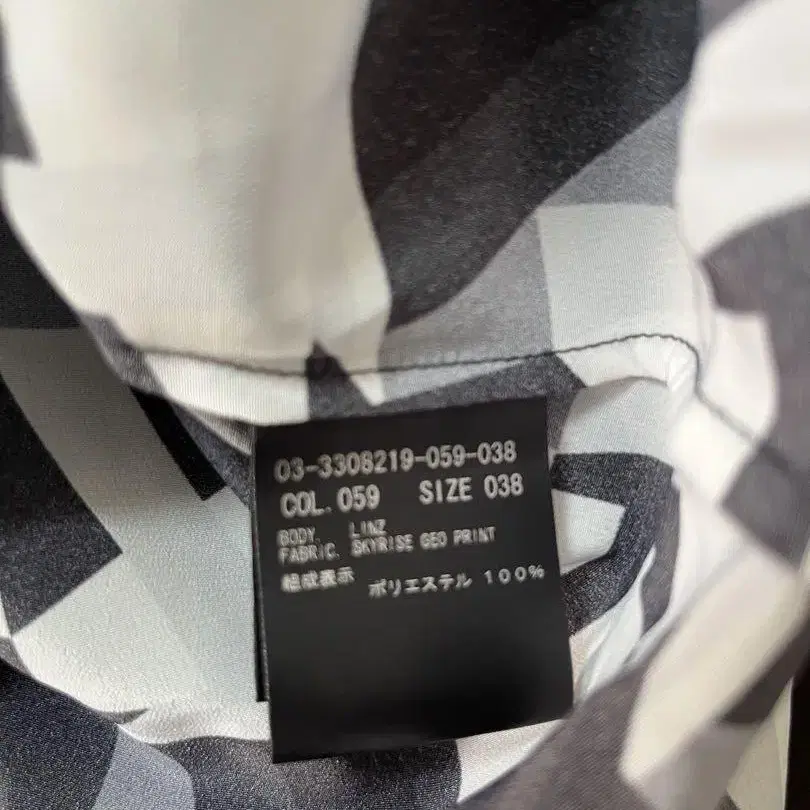 03-3308219-059-038
COL. 059 SIZE 038
BODY. LINZ
FABRIC. SKYRISE GEO PRINT
組成表示 ポリエステル 100%